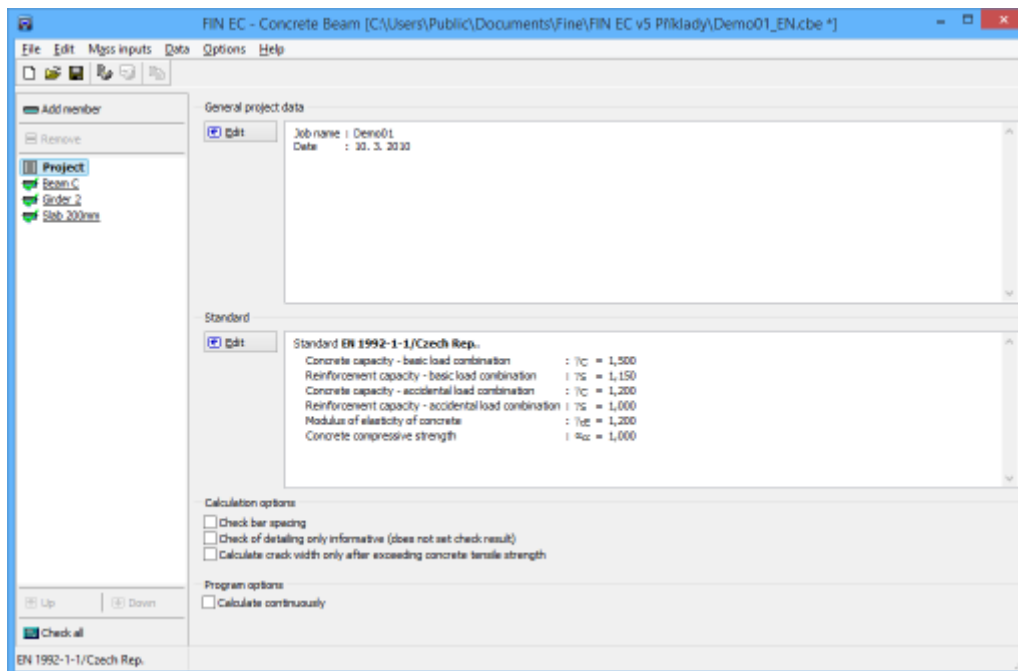 FIN EC - Concrete Beam [C:\Users\Public\Documents\Fine\FIN EC v5 Příklady\Demo01_EN.cbe *]
File Edit Mass inputs Data Options Help
Add member
Remove
Project
Beam C
Girder 2
Slab 200mm
General project data
Edit
Job name : Demo01
Date : 10. 3. 2010
Standard
Edit
Standard EN 1992-1-1/Czech Rep..
Concrete capacity - basic load combination : γC = 1,500
Reinforcement capacity - basic load combination : γS = 1,150
Concrete capacity - accidental load combination : γC = 1,200
Reinforcement capacity - accidental load combination : γS = 1,000
Modulus of elasticity of concrete : γcE = 1,200
Concrete compressive strength : αcc = 1,000
Calculation options
Check bar spacing
Check of detailing only informative (does not set check result)
Calculate crack width only after exceeding concrete tensile strength
Program options
Calculate continuously
Up Down
Check all
EN 1992-1-1/Czech Rep.